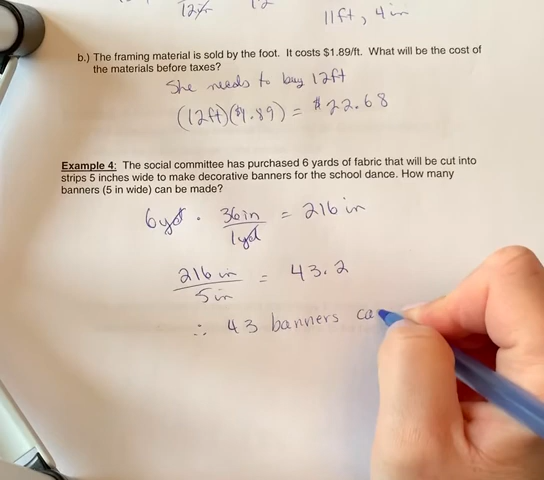 11ft, 4in
b.) The framing material is sold by the foot. It costs $1.89/ft. What will be the cost of
the materials before taxes?
She needs to buy 12ft
(12ft)($1.89) = $22.68
Example 4: The social committee has purchased 6 yards of fabric that will be cut into
strips 5 inches wide to make decorative banners for the school dance. How many
banners (5 in wide) can be made?
6yd · 36in/1yd = 216 in
216 in/5in = 43.2
∴ 43 banners ca